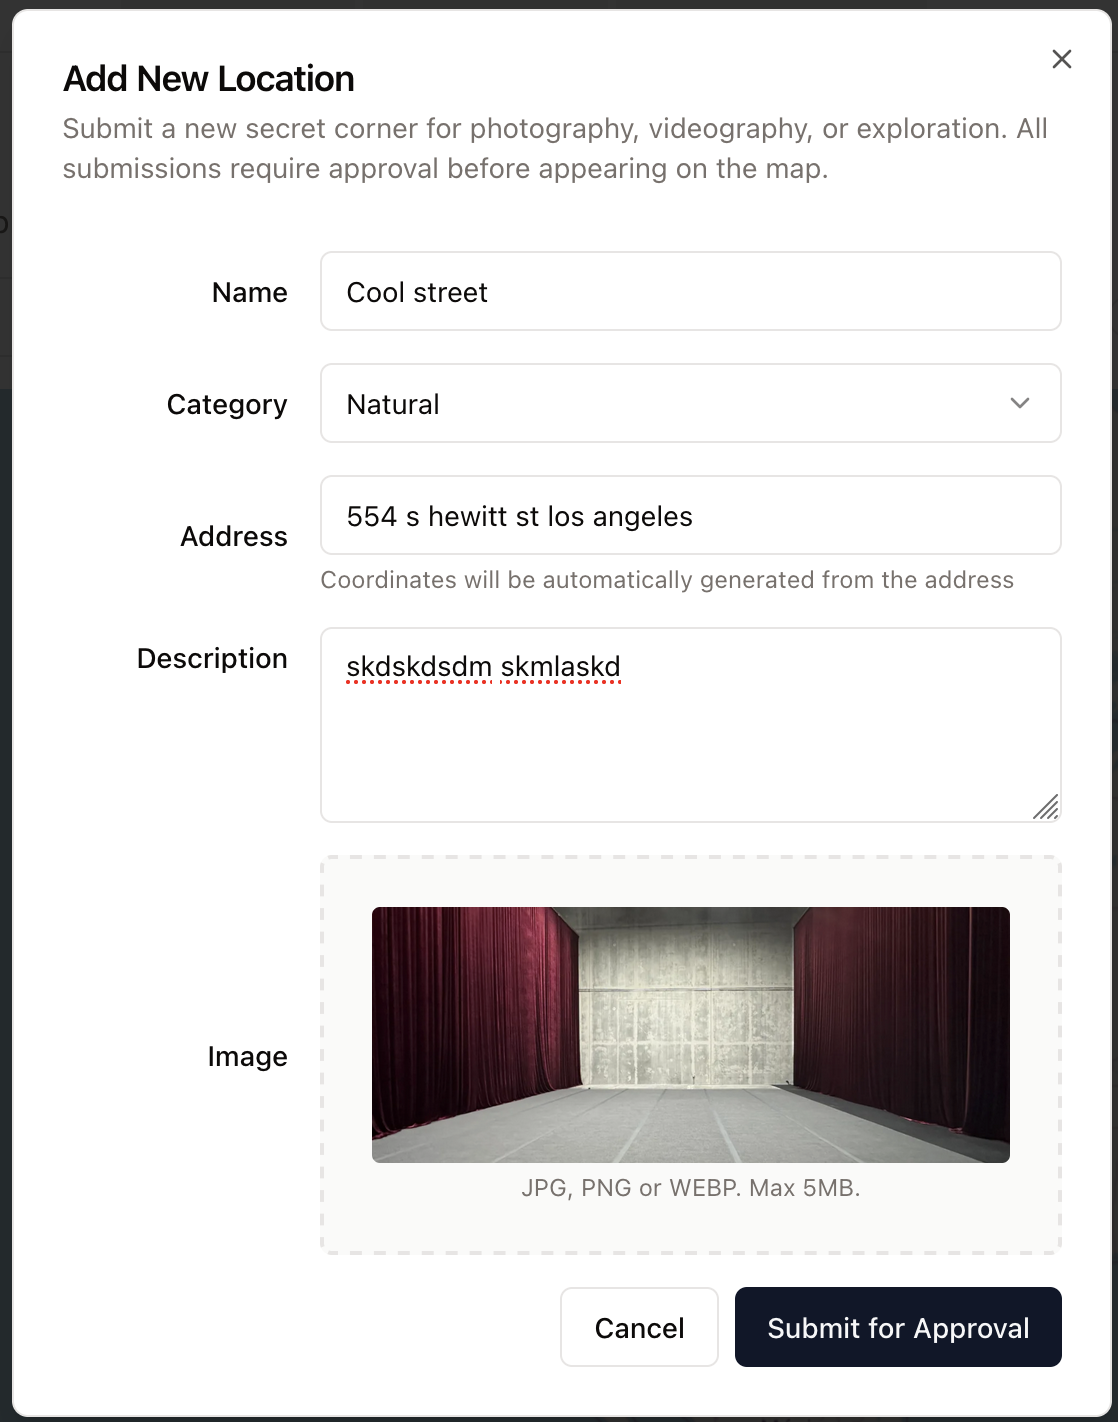 Add New Location
Submit a new secret corner for photography, videography, or exploration. All
submissions require approval before appearing on the map.
Name
Cool street
Category
Natural
Address
554 s hewitt st los angeles
Coordinates will be automatically generated from the address
Description
skdskdsdm skmlaskd
Image
JPG, PNG or WEBP. Max 5MB.
Cancel
Submit for Approval